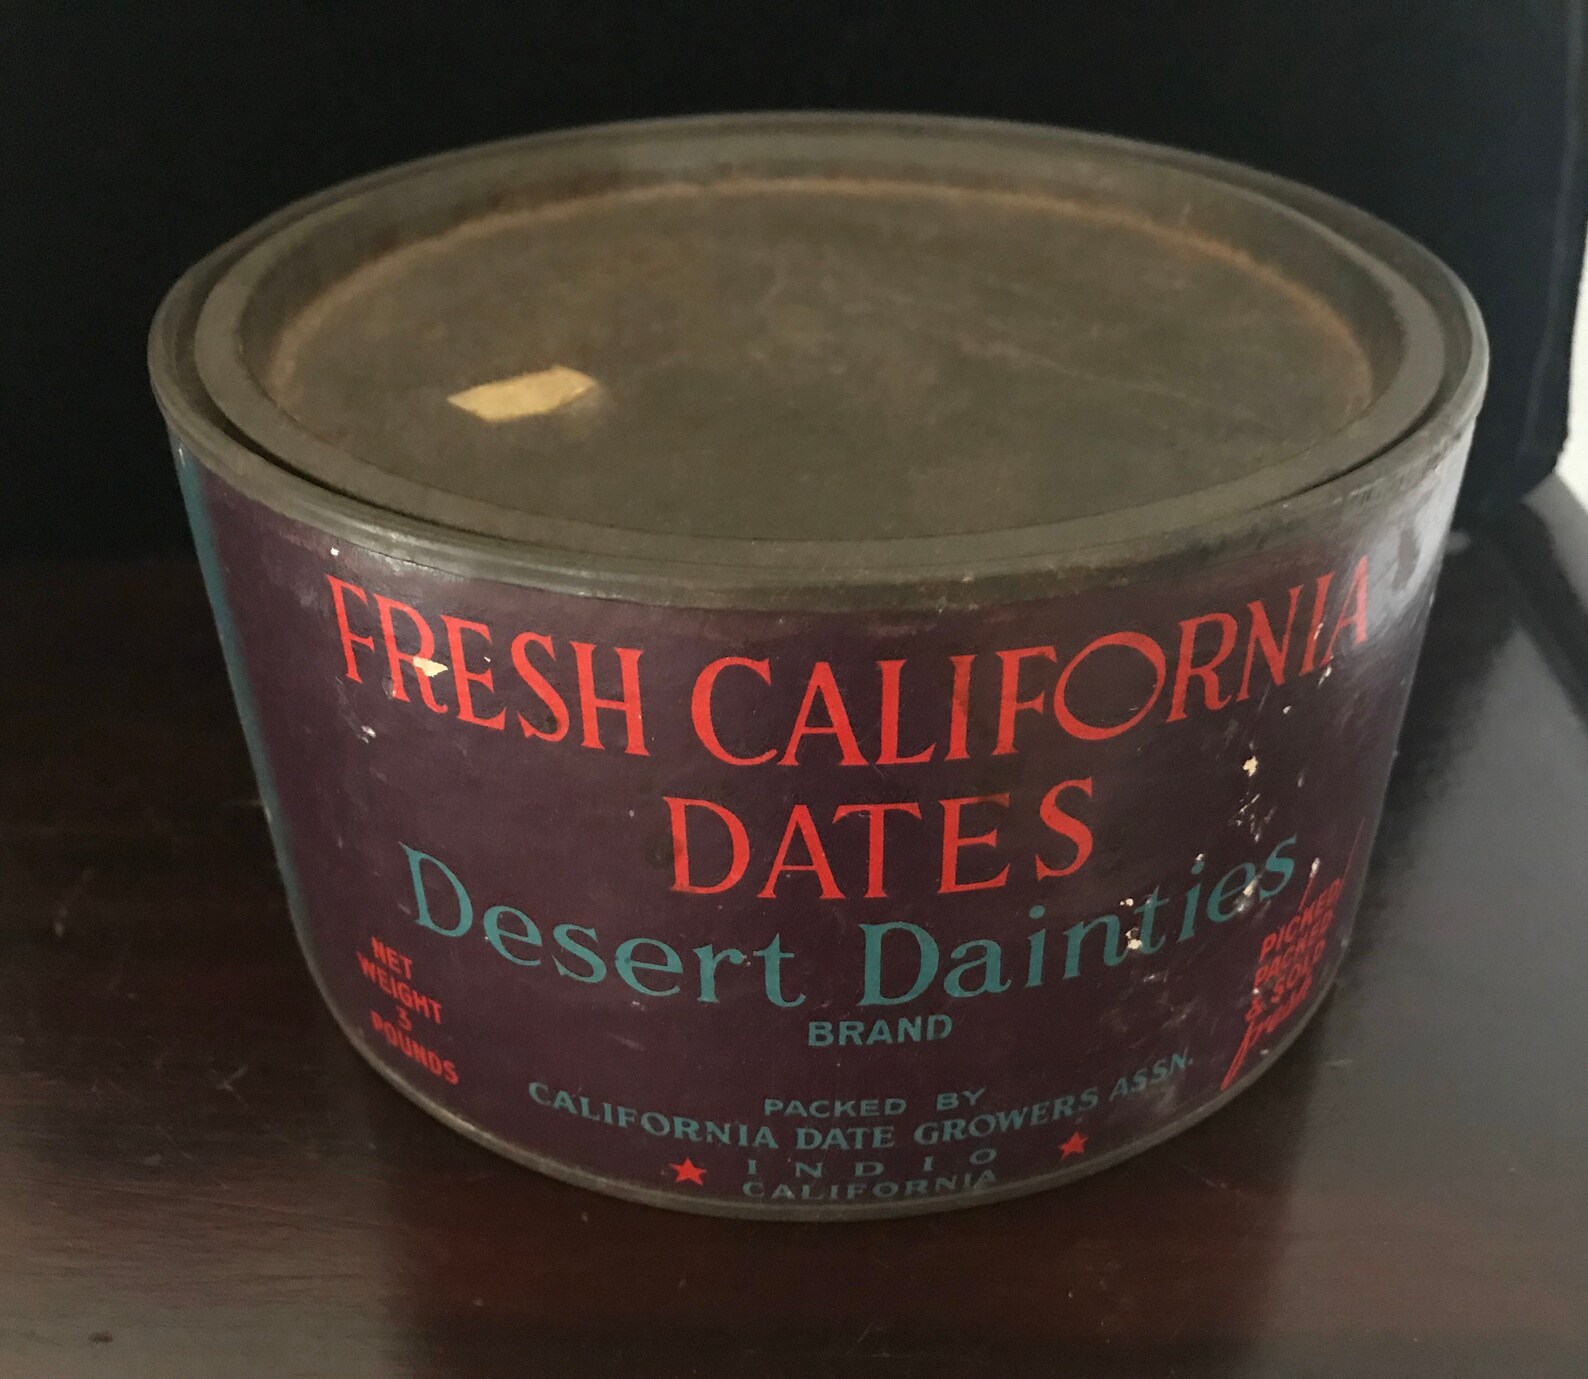 FRESH CALIFORNIA
DATES
Desert Dainties
BRAND
NET
WEIGHT
3
POUNDS
PICKED
PACKED
& SOLD
Fresh
PACKED BY
CALIFORNIA DATE GROWERS ASSN.
INDIO
CALIFORNIA